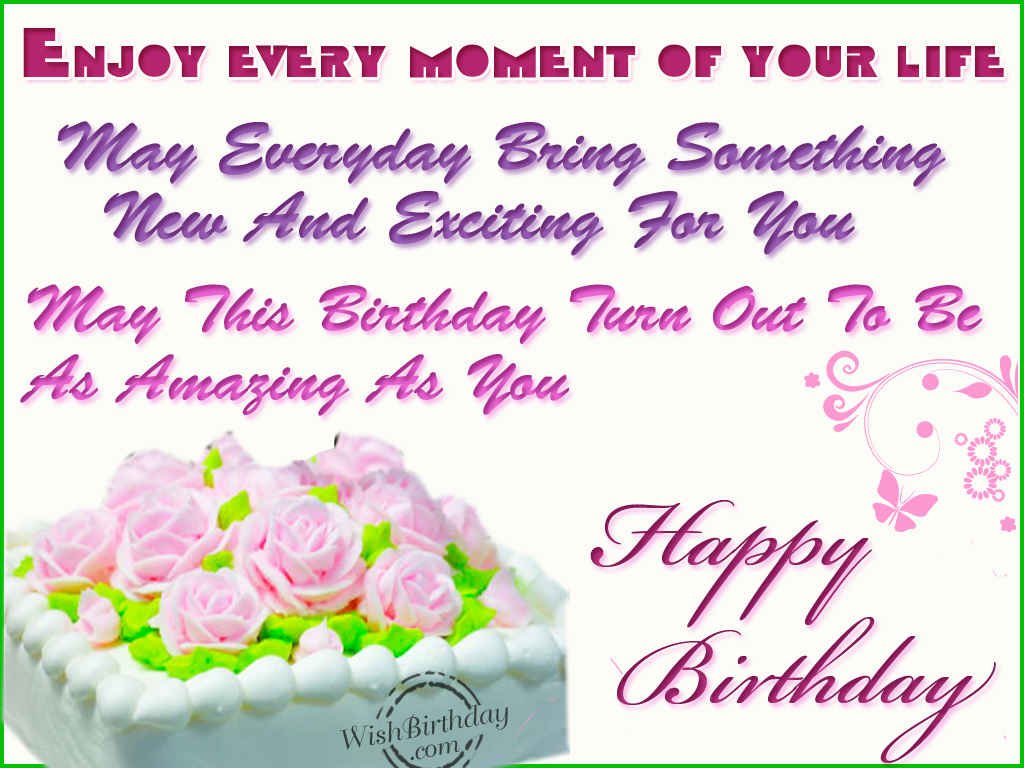 Enjoy every moment of your life
May Everyday Bring Something
New And Exciting For You
May This Birthday Turn Out To Be
As Amazing As You
Happy
Birthday
WishBirthday
.com